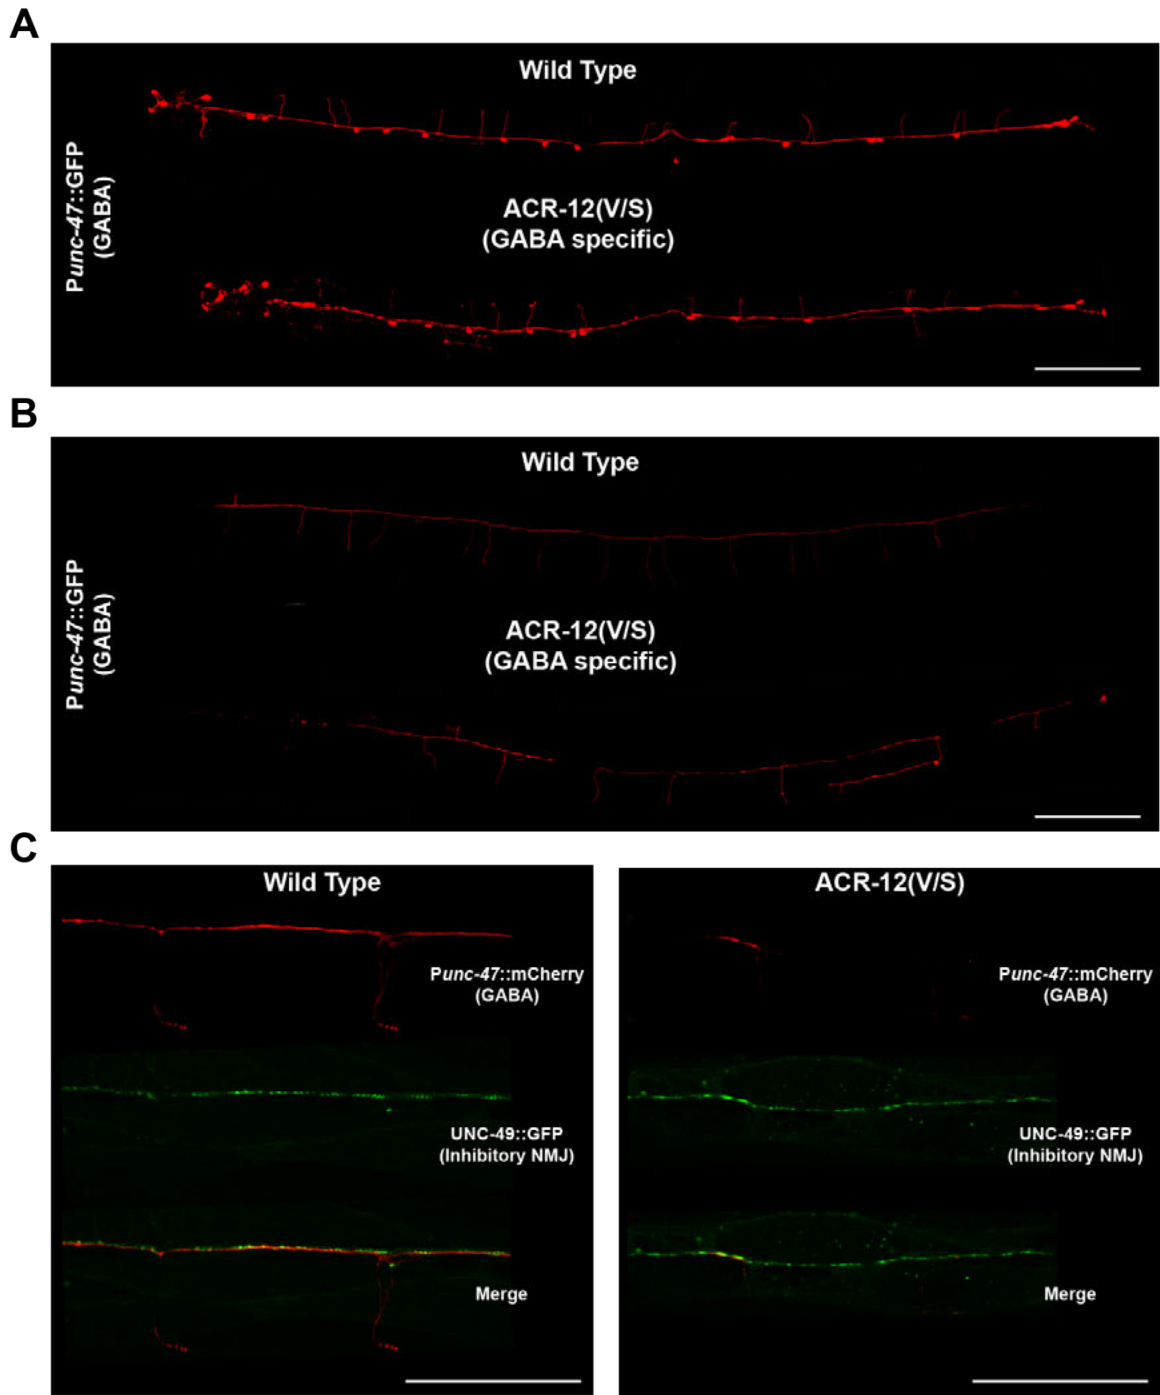 A
Wild Type
Punc-47::GFP
(GABA)
ACR-12(V/S)
(GABA specific)
B
Wild Type
Punc-47::GFP
(GABA)
ACR-12(V/S)
(GABA specific)
C
Wild Type
Punc-47::mCherry
(GABA)
UNC-49::GFP
(Inhibitory NMJ)
Merge
ACR-12(V/S)
Punc-47::mCherry
(GABA)
UNC-49::GFP
(Inhibitory NMJ)
Merge